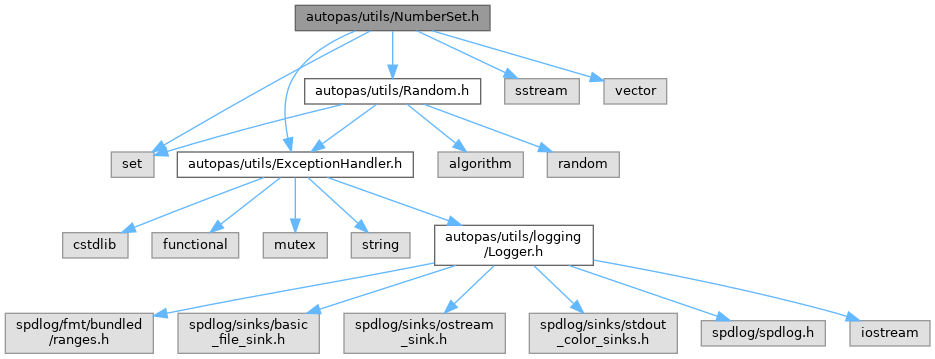 autopas/utils/NumberSet.h
autopas/utils/Random.h
sstream
vector
set
autopas/utils/ExceptionHandler.h
algorithm
random
cstdlib
functional
mutex
string
autopas/utils/logging
/Logger.h
spdlog/fmt/bundled
/ranges.h
spdlog/sinks/basic
_file_sink.h
spdlog/sinks/ostream
_sink.h
spdlog/sinks/stdout
_color_sinks.h
spdlog/spdlog.h
iostream